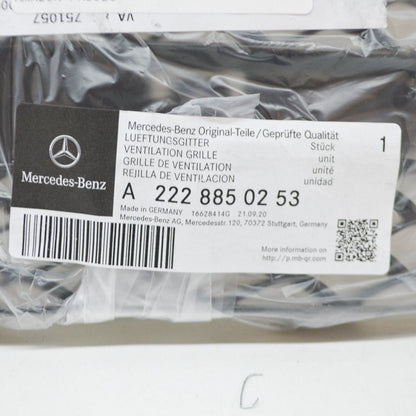 VA 751057
Mercedes-Benz
Mercedes-Benz Original-Teile/Geprüfte Qualität
LUEFTUNGSGITTER Stück 1
VENTILATION GRILLE unit
GRILLE DE VENTILATION unité
REJILLA DE VENTILACION unidad
A 222 885 02 53
Made in GERMANY 16628414G 21.09.20
Mercedes-Benz AG, Mercedesstr. 120, 70372 Stuttgart, Germany
More information on
http://p.mb-qr.com
C